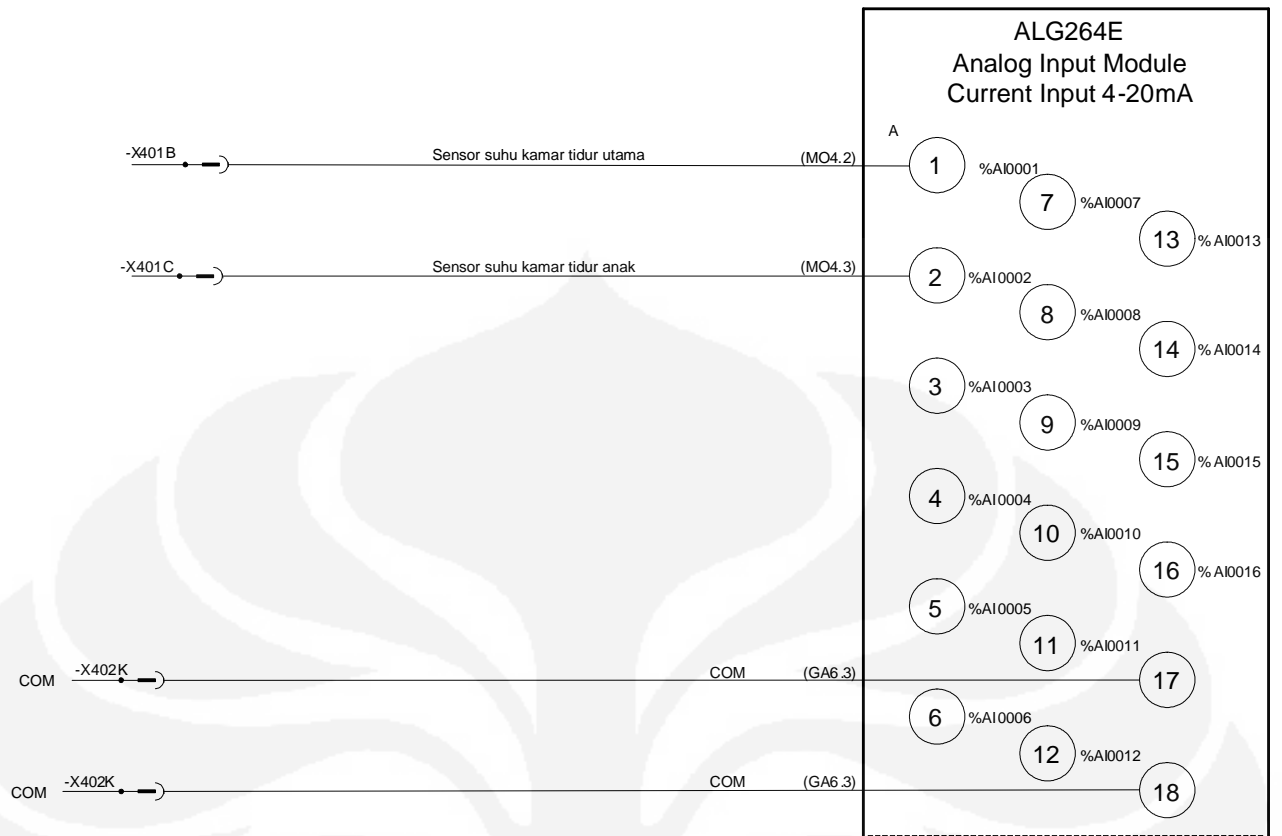 ALG264E
Analog Input Module
Current Input 4-20mA
A
-X401B Sensor suhu kamar tidur utama (MO4.2) 1 %AI0001
7 %AI0007
13 %AI0013
-X401C Sensor suhu kamar tidur anak (MO4.3) 2 %AI0002
8 %AI0008
14 %AI0014
3 %AI0003
9 %AI0009
15 %AI0015
4 %AI0004
10 %AI0010
16 %AI0016
5 %AI0005
11 %AI0011
COM -X402K COM (GA6.3) 17
6 %AI0006
12 %AI0012
COM -X402K COM (GA6.3) 18